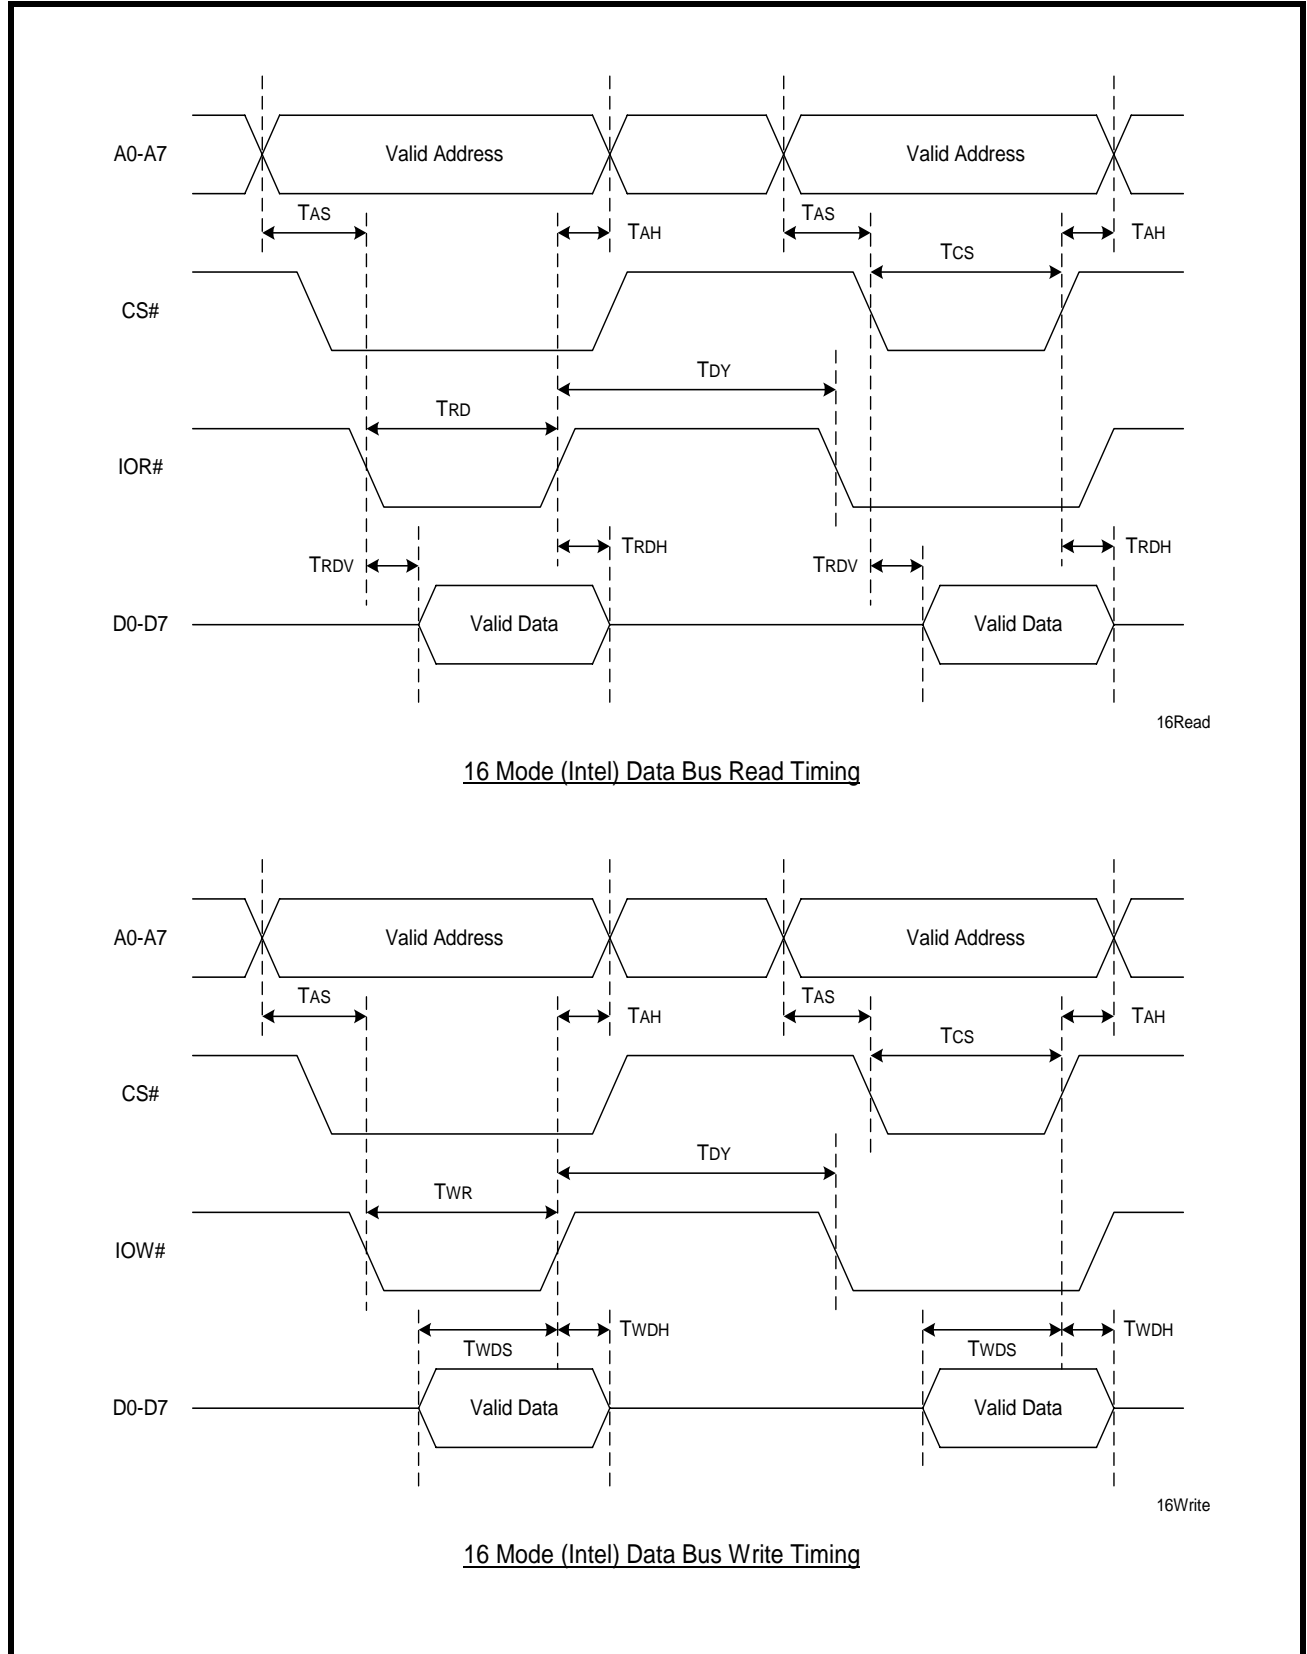 A0-A7 Valid Address Valid Address
TAS TAH TAS TAH
TCS
CS#
TDY
TRD
IOR#
TRDV TRDH TRDV TRDH
D0-D7 Valid Data Valid Data
16Read
16 Mode (Intel) Data Bus Read Timing
A0-A7 Valid Address Valid Address
TAS TAH TAS TAH
TCS
CS#
TDY
TWR
IOW#
TWDH TWDH
TWDS TWDS
D0-D7 Valid Data Valid Data
16Write
16 Mode (Intel) Data Bus Write Timing